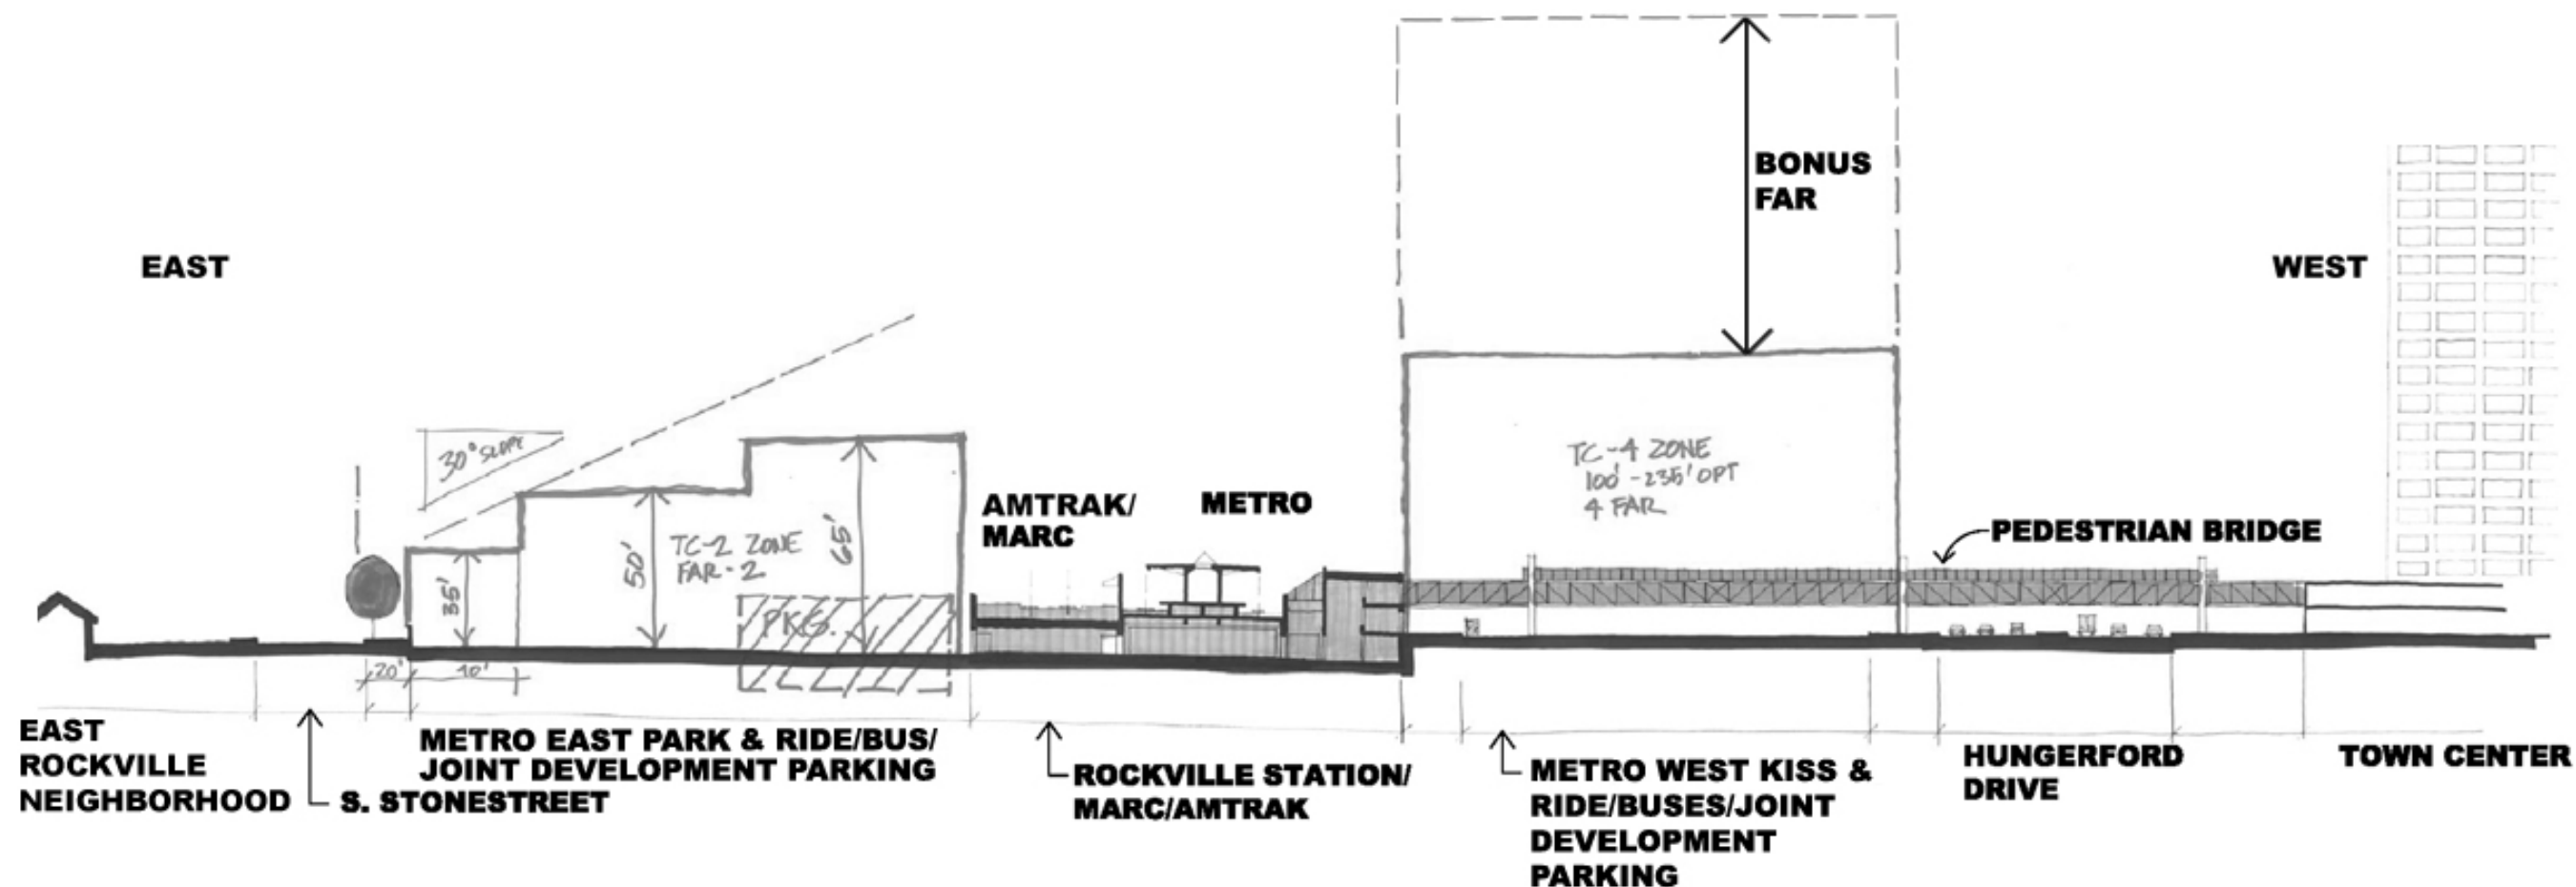 BONUS
FAR
EAST
WEST
30° SLOPE
TC-4 ZONE
100' - 235' OPT
4 FAR
AMTRAK/
MARC
METRO
PEDESTRIAN BRIDGE
35'
50'
TC-2 ZONE
FAR - 2
65'
PKG.
20'
40'
EAST
ROCKVILLE
NEIGHBORHOOD
S. STONESTREET
METRO EAST PARK & RIDE/BUS/
JOINT DEVELOPMENT PARKING
ROCKVILLE STATION/
MARC/AMTRAK
METRO WEST KISS &
RIDE/BUSES/JOINT
DEVELOPMENT
PARKING
HUNGERFORD
DRIVE
TOWN CENTER